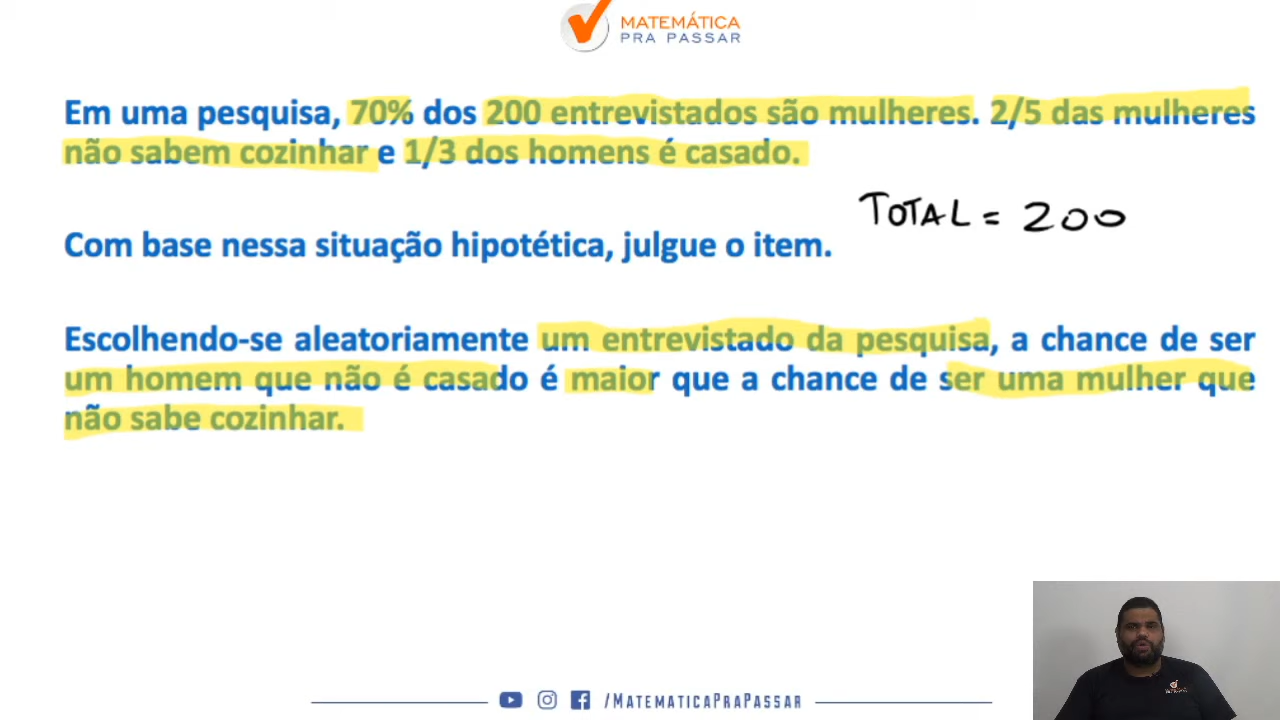 MATEMÁTICA
PRA PASSAR
Em uma pesquisa, 70% dos 200 entrevistados são mulheres. 2/5 das mulheres
não sabem cozinhar e 1/3 dos homens é casado.
TOTAL = 200
Com base nessa situação hipotética, julgue o item.
Escolhendo-se aleatoriamente um entrevistado da pesquisa, a chance de ser
um homem que não é casado é maior que a chance de ser uma mulher que
não sabe cozinhar.
/MATEMATICAPRAPASSAR